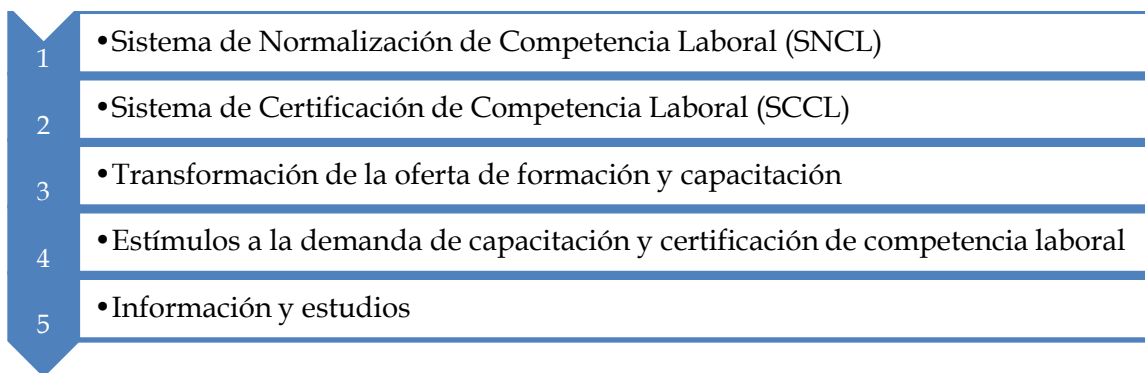 1 •Sistema de Normalización de Competencia Laboral (SNCL)
2 •Sistema de Certificación de Competencia Laboral (SCCL)
3 •Transformación de la oferta de formación y capacitación
4 •Estímulos a la demanda de capacitación y certificación de competencia laboral
5 •Información y estudios